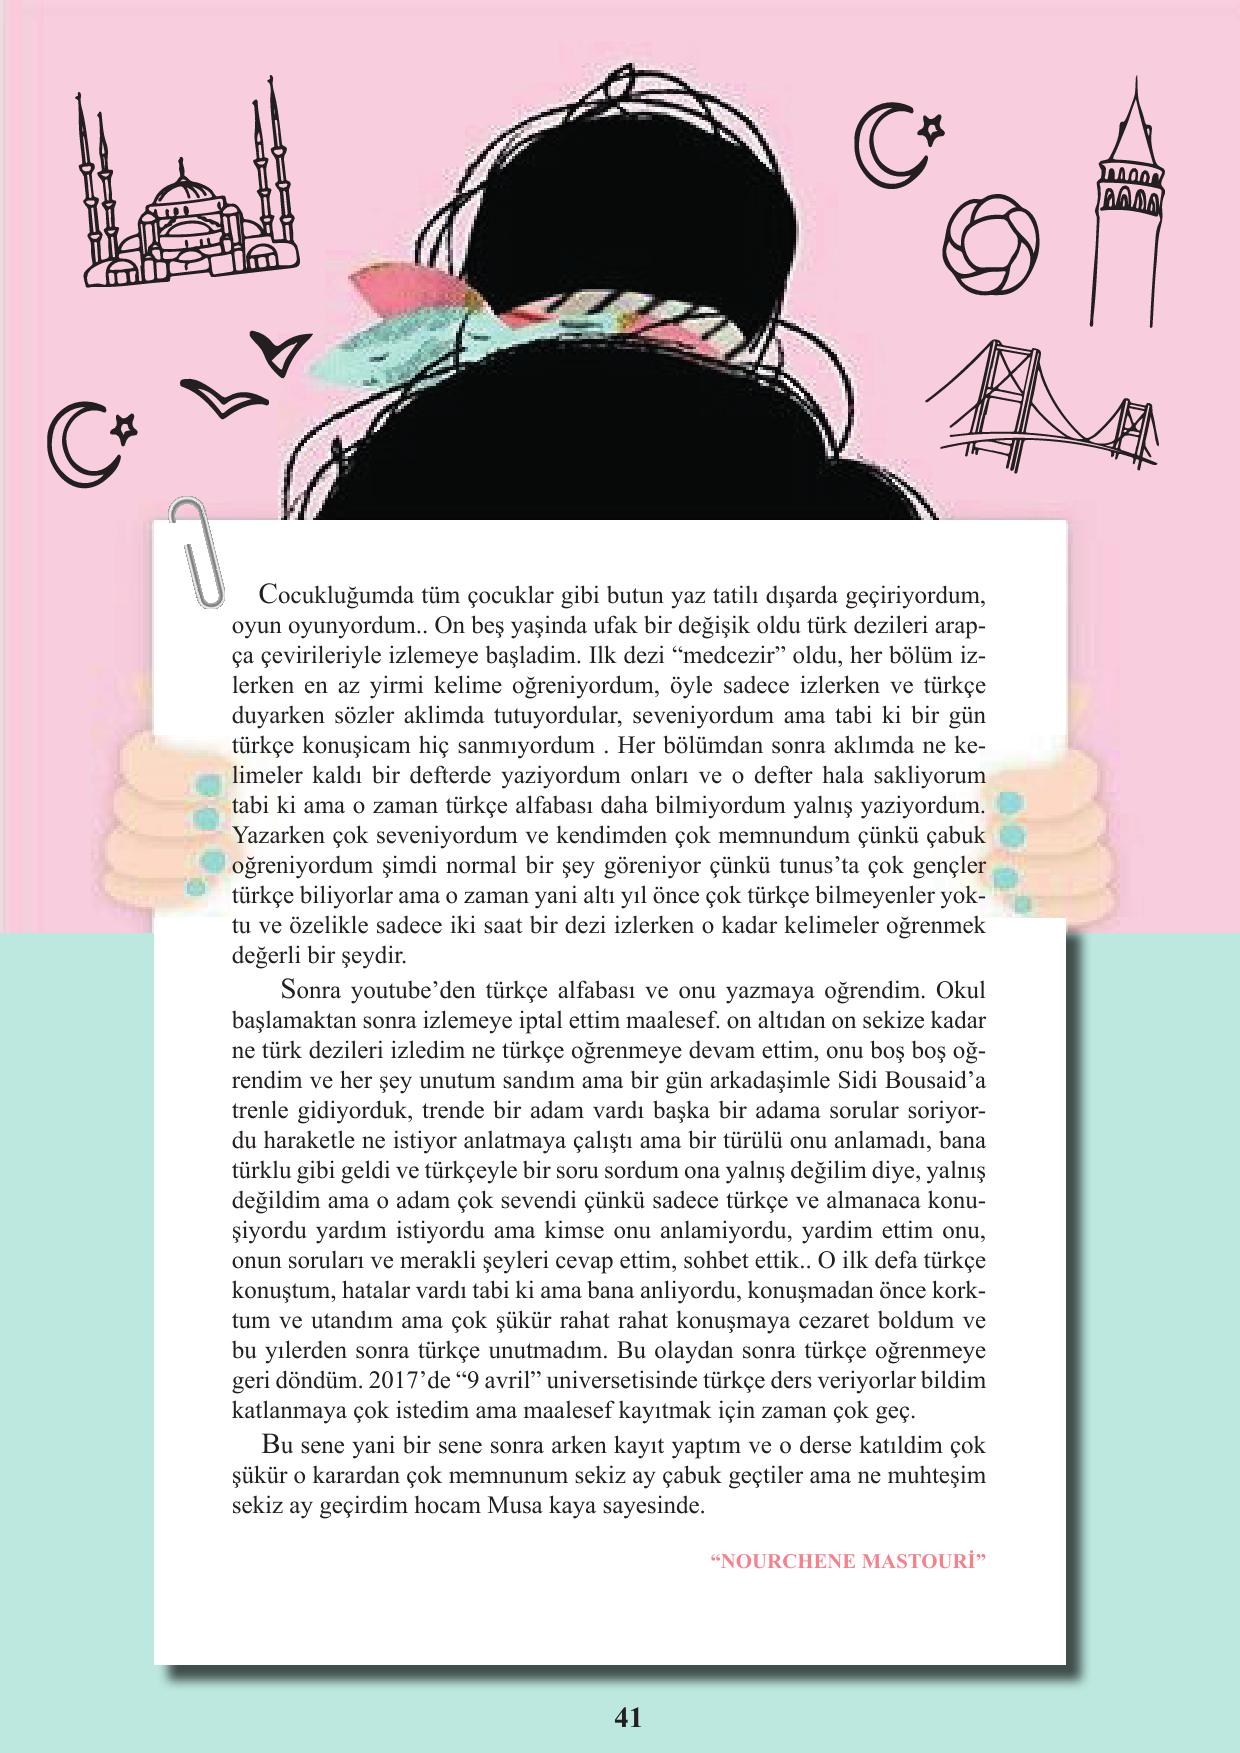 Cocukluğumda tüm çocuklar gibi butun yaz tatilı dışarda geçiriyordum,
oyun oyunyordum.. On beş yaşinda ufak bir değişik oldu türk dezileri arap-
ça çevirileriyle izlemeye başladim. Ilk dezi “medcezir” oldu, her bölüm iz-
lerken en az yirmi kelime oğreniyordum, öyle sadece izlerken ve türkçe
duyarken sözler aklimda tutuyordular, seveniyordum ama tabi ki bir gün
türkçe konuşicam hiç sanmıyordum . Her bölümdan sonra aklımda ne ke-
limeler kaldı bir defterde yaziyordum onları ve o defter hala sakliyorum
tabi ki ama o zaman türkçe alfabası daha bilmiyordum yalnış yaziyordum.
Yazarken çok seveniyordum ve kendimden çok memnundum çünkü çabuk
oğreniyordum şimdi normal bir şey göreniyor çünkü tunus’ta çok gençler
türkçe biliyorlar ama o zaman yani altı yıl önce çok türkçe bilmeyenler yok-
tu ve özelikle sadece iki saat bir dezi izlerken o kadar kelimeler oğrenmek
değerli bir şeydir.
Sonra youtube’den türkçe alfabası ve onu yazmaya oğrendim. Okul
başlamaktan sonra izlemeye iptal ettim maalesef. on altıdan on sekize kadar
ne türk dezileri izledim ne türkçe oğrenmeye devam ettim, onu boş boş oğ-
rendim ve her şey unutum sandım ama bir gün arkadaşimle Sidi Bousaid’a
trenle gidiyorduk, trende bir adam vardı başka bir adama sorular soriyor-
du haraketle ne istiyor anlatmaya çalıştı ama bir türülü onu anlamadı, bana
türklu gibi geldi ve türkçeyle bir soru sordum ona yalnış değilim diye, yalnış
değildim ama o adam çok sevendi çünkü sadece türkçe ve almanaca konu-
şiyordu yardım istiyordu ama kimse onu anlamiyordu, yardim ettim onu,
onun soruları ve merakli şeyleri cevap ettim, sohbet ettik.. O ilk defa türkçe
konuştum, hatalar vardı tabi ki ama bana anliyordu, konuşmadan önce kork-
tum ve utandım ama çok şükür rahat rahat konuşmaya cezaret boldum ve
bu yılerden sonra türkçe unutmadım. Bu olaydan sonra türkçe oğrenmeye
geri döndüm. 2017’de “9 avril” universetisinde türkçe ders veriyorlar bildim
katlanmaya çok istedim ama maalesef kayıtmak için zaman çok geç.
Bu sene yani bir sene sonra arken kayıt yaptım ve o derse katıldim çok
şükür o karardan çok memnunum sekiz ay çabuk geçtiler ama ne muhteşim
sekiz ay geçirdim hocam Musa kaya sayesinde.
“NOURCHENE MASTOURİ”
41